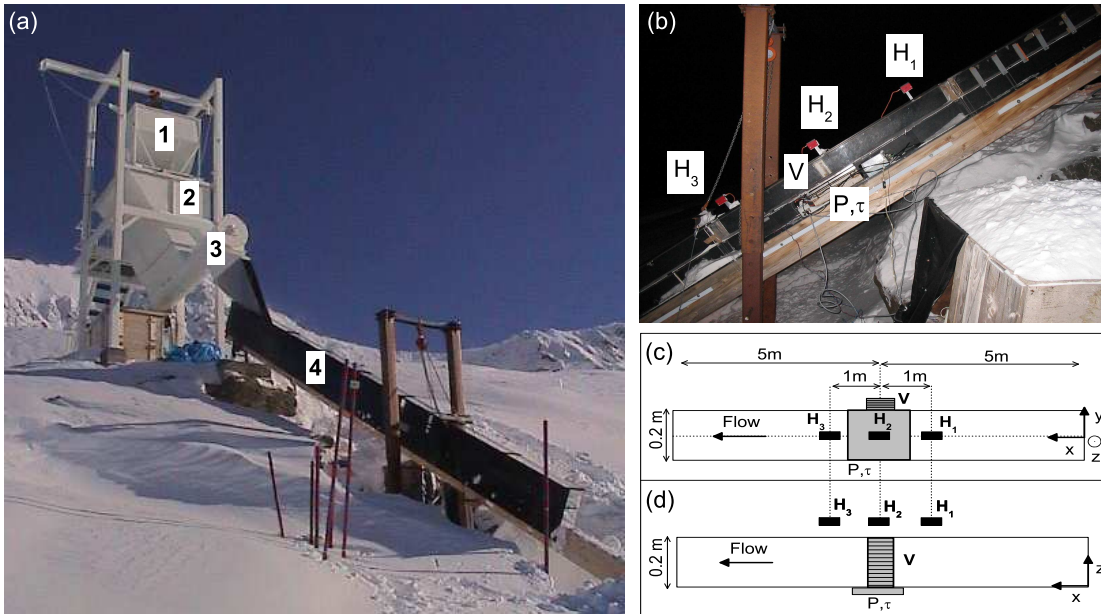 (a)
1
2
3
4
(b)
H1
H2
H3
V
P,τ
(c)
5m 5m
1m 1m
V
0.2 m
Flow
H3 H2 H1
y
x
z
P,τ
(d)
H3 H2 H1
0.2 m
Flow
V
z
x
P,τ